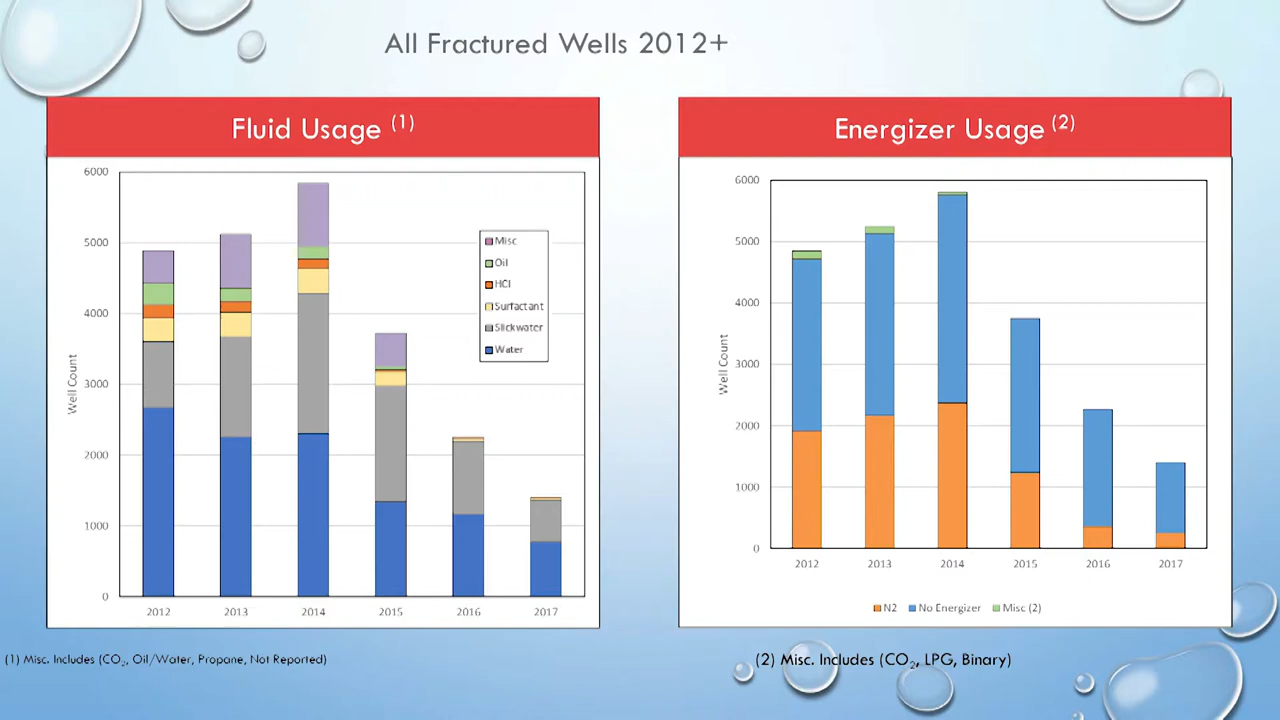 All Fractured Wells 2012+
Fluid Usage (1)
6000
5000
4000
3000
2000
1000
0
Well Count
2012 2013 2014 2015 2016 2017
Misc
Oil
HCl
Surfactant
Slickwater
Water
(1) Misc. Includes (CO₂, Oil/Water, Propane, Not Reported)
Energizer Usage (2)
6000
5000
4000
3000
2000
1000
0
Well Count
2012 2013 2014 2015 2016 2017
N2 No Energizer Misc (2)
(2) Misc. Includes (CO₂, LPG, Binary)